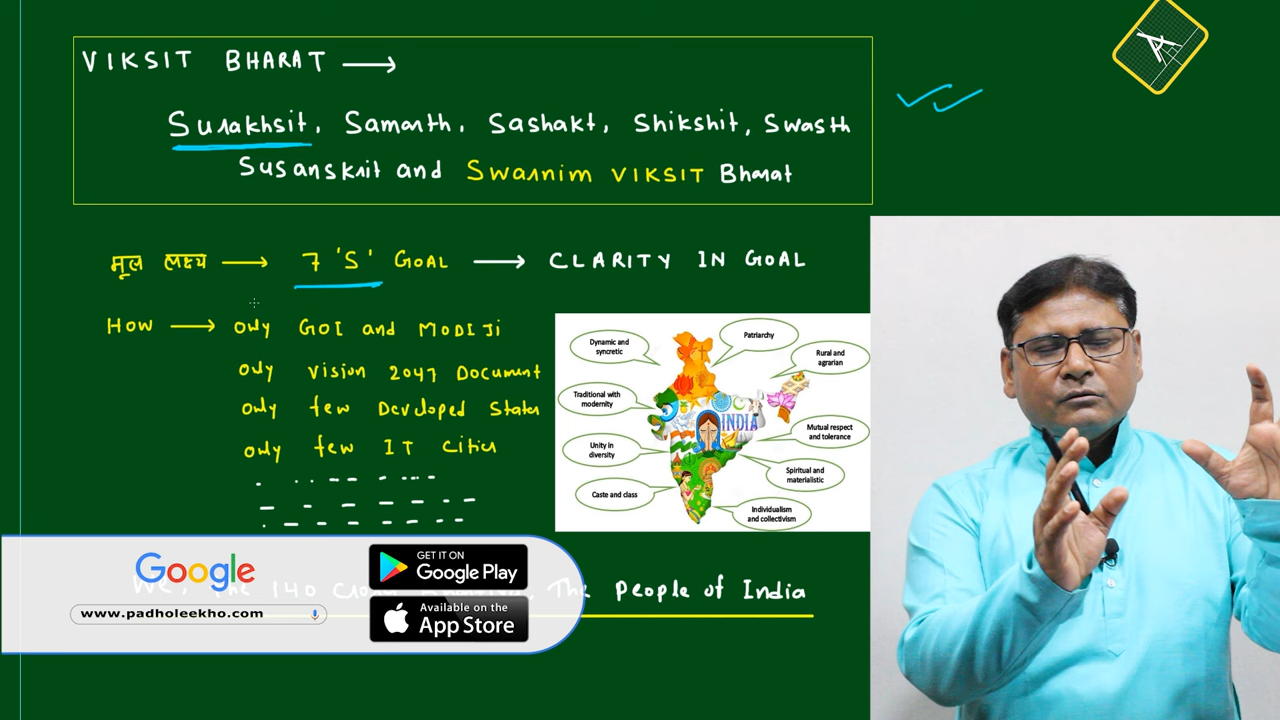 VIKSIT BHARAT →
Surakhsit, Samarth, Sashakt, Shikshit, Swasth
Susanskrit and Swarnim VIKSIT Bharat
मूल लक्ष्य → 7 'S' GOAL → CLARITY IN GOAL
HOW → only GOI and MODI Ji
only Vision 2047 Document
only few Developed States
only few IT Cities
Dynamic and syncretic
Patriarchy
Rural and agrarian
Traditional with modernity
INDIA
Mutual respect and tolerance
Unity in diversity
Spiritual and materialistic
Caste and class
Individualism and collectivism
We, The 140 The People of India
Google
www.padholeekho.com
GET IT ON
Google Play
Available on the
App Store